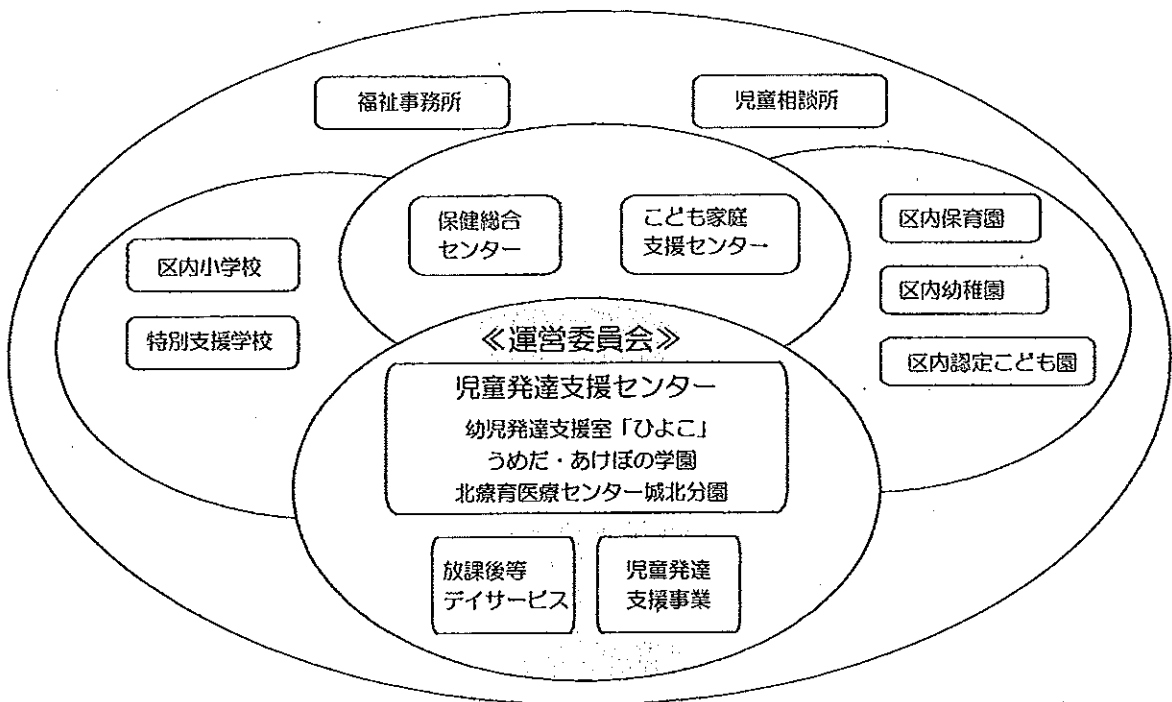 福祉事務所
児童相談所
保健総合
センター
こども家庭
支援センター
区内小学校
特別支援学校
区内保育園
区内幼稚園
区内認定こども園
≪運営委員会≫
児童発達支援センター
幼児発達支援室「ひよこ」
うめだ・あけぼの学園
北療育医療センター城北分園
放課後等
デイサービス
児童発達
支援事業